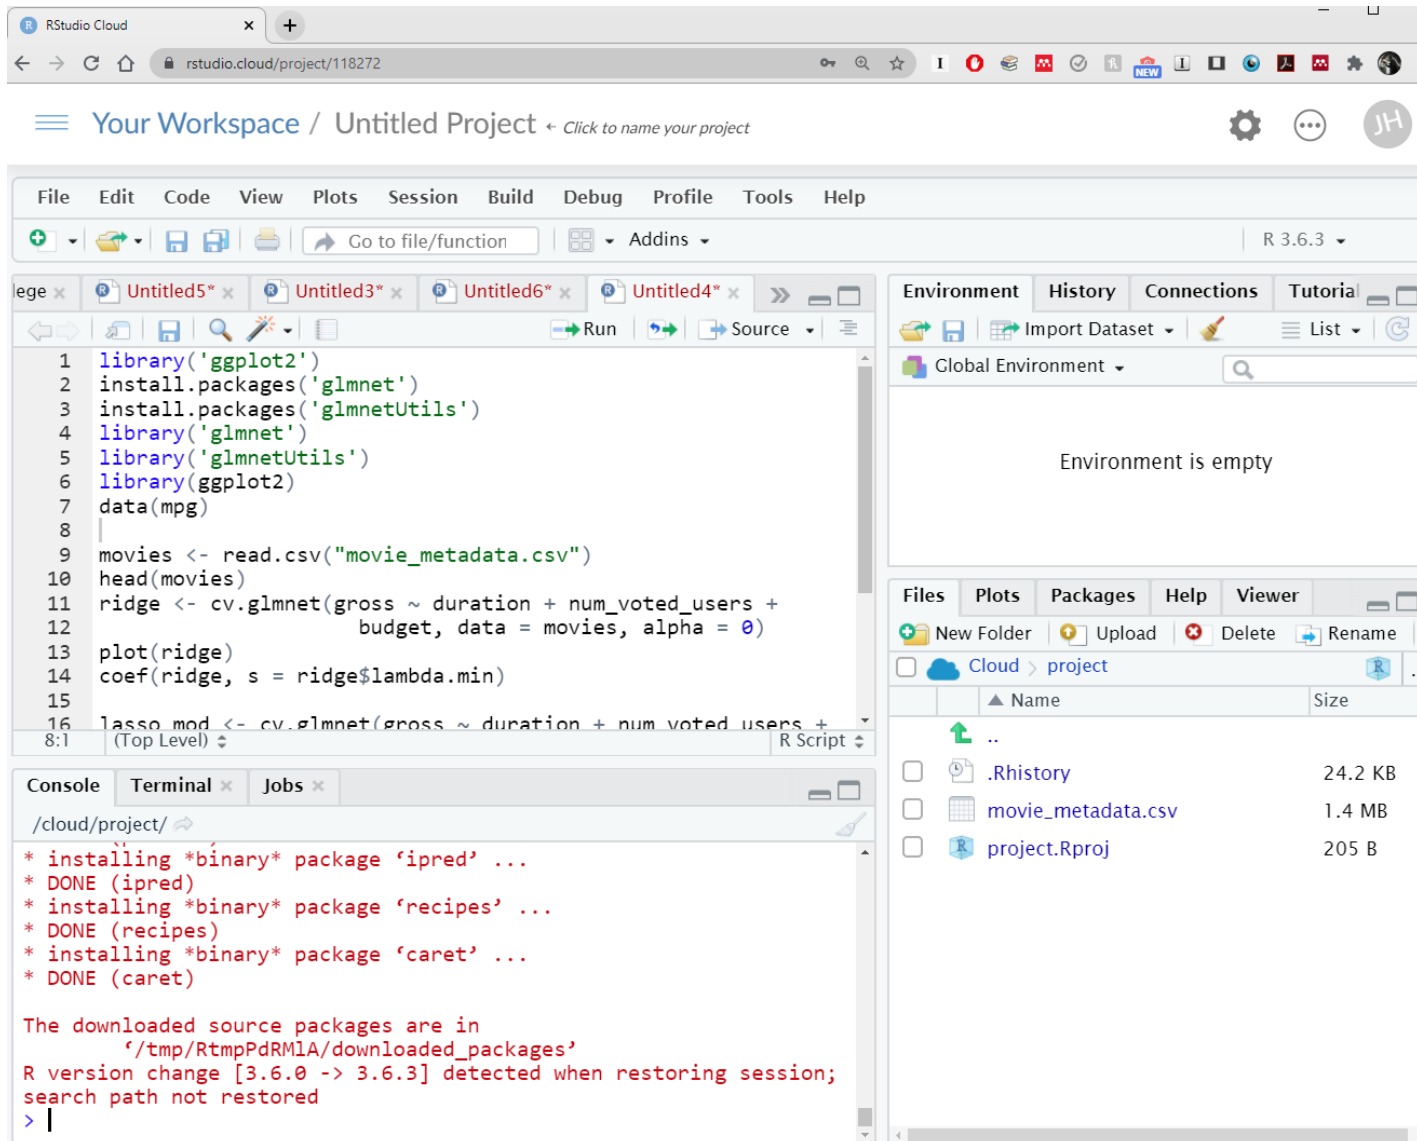 RStudio Cloud
rstudio.cloud/project/118272
NEW
Your Workspace / Untitled Project ← Click to name your project
JH
File Edit Code View Plots Session Build Debug Profile Tools Help
Go to file/function Addins R 3.6.3
lege Untitled5* Untitled3* Untitled6* Untitled4*
Run Source
1 library('ggplot2')
2 install.packages('glmnet')
3 install.packages('glmnetUtils')
4 library('glmnet')
5 library('glmnetUtils')
6 library(ggplot2)
7 data(mpg)
8
9 movies <- read.csv("movie_metadata.csv")
10 head(movies)
11 ridge <- cv.glmnet(gross ~ duration + num_voted_users +
12 budget, data = movies, alpha = 0)
13 plot(ridge)
14 coef(ridge, s = ridge$lambda.min)
15
16 lasso_mod <- cv.glmnet(gross ~ duration + num_voted_users +
8:1 (Top Level) R Script
Console Terminal Jobs
/cloud/project/
* installing *binary* package ‘ipred’ ...
* DONE (ipred)
* installing *binary* package ‘recipes’ ...
* DONE (recipes)
* installing *binary* package ‘caret’ ...
* DONE (caret)
The downloaded source packages are in
‘/tmp/RtmpPdRMlA/downloaded_packages’
R version change [3.6.0 -> 3.6.3] detected when restoring session;
search path not restored
>
Environment History Connections Tutorial
Import Dataset List
Global Environment
Environment is empty
Files Plots Packages Help Viewer
New Folder Upload Delete Rename
Cloud > project
Name Size
..
.Rhistory 24.2 KB
movie_metadata.csv 1.4 MB
project.Rproj 205 B